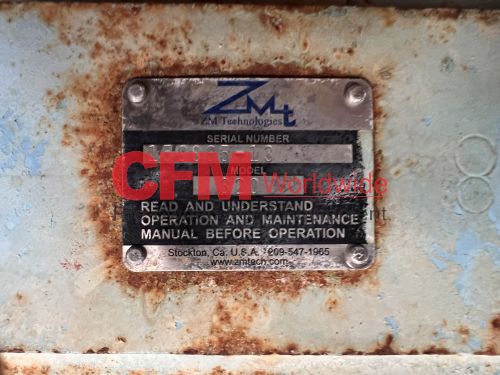 ZMt
ZM Technologies
SERIAL NUMBER
MODEL
CFM Worldwide
READ AND UNDERSTAND
OPERATION AND MAINTENANCE
MANUAL BEFORE OPERATION
Stockton, Ca. U.S.A. 209-547-1965
www.zmtech.com